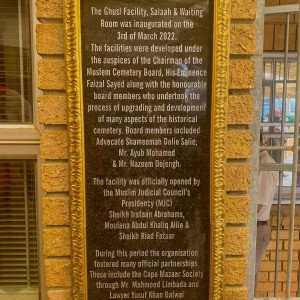 The Ghusl Facility, Salaah & Waiting
Room was inaugurated on the
3rd of March 2022.
The facilities were developed under
the auspices of the Chairman of the
Moslem Cemetery Board, His Eminence
Faizal Sayed along with the honourable
board members who undertook the
process of upgrading and development
of many aspects of the historical
cemetery. Board members included
Advocate Shameemah Dolie Salie,
Mr. Ayub Mohamed
& Mr. Nazeem Dajengh.
The facility was officially opened by
the Muslim Judicial Council's
Presidency (MJC)
Sheikh Irafaan Abrahams,
Moulana Abdul Khaliq Allie &
Sheikh Riad Fataar
During this period the organisation
fostered many official partnerships.
These include the Cape Mazaar Society
through Mr. Mahmood Limbada and
Lawyer Yusuf Khan Dalwai